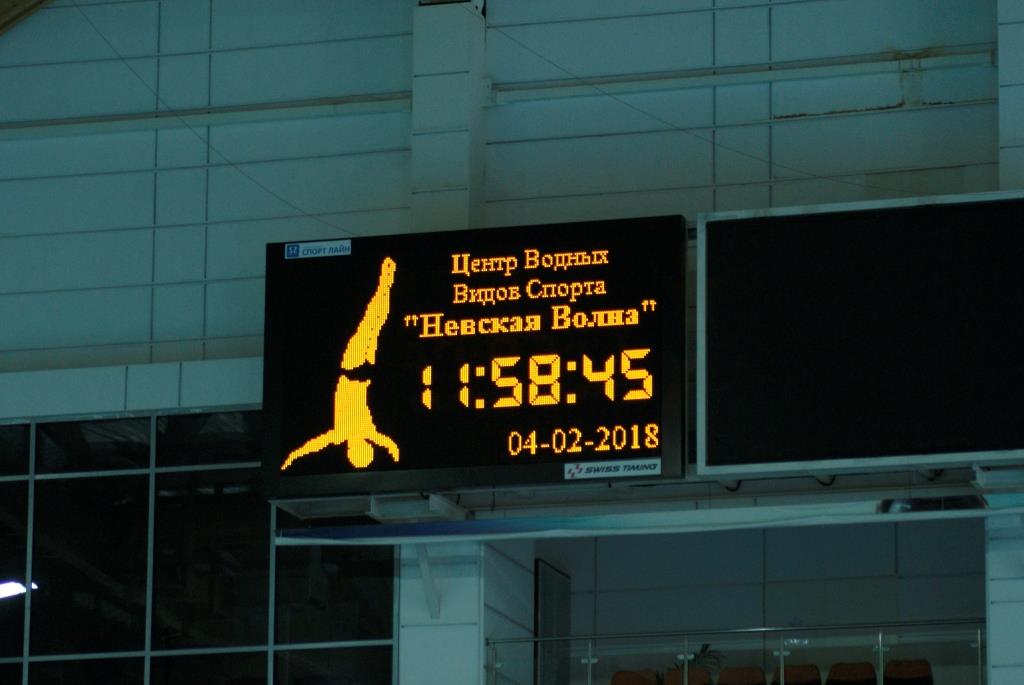 СПОРТ ЛАЙН
Центр Водных
Видов Спорта
"Невская Волна"
11:58:45
04-02-2018
SWISS TIMING